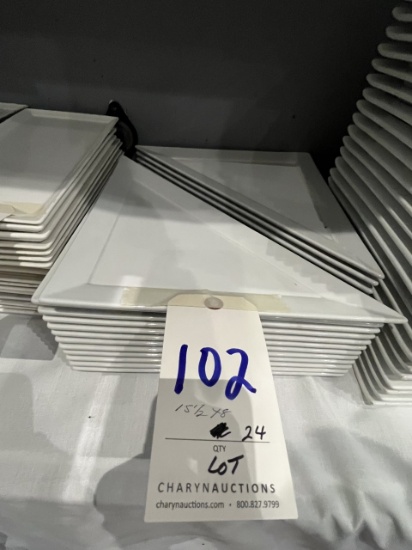 102
15½ x 8
24
QTY
LOT
CHARYNAUCTIONS
charynauctions.com • 800.827.9799